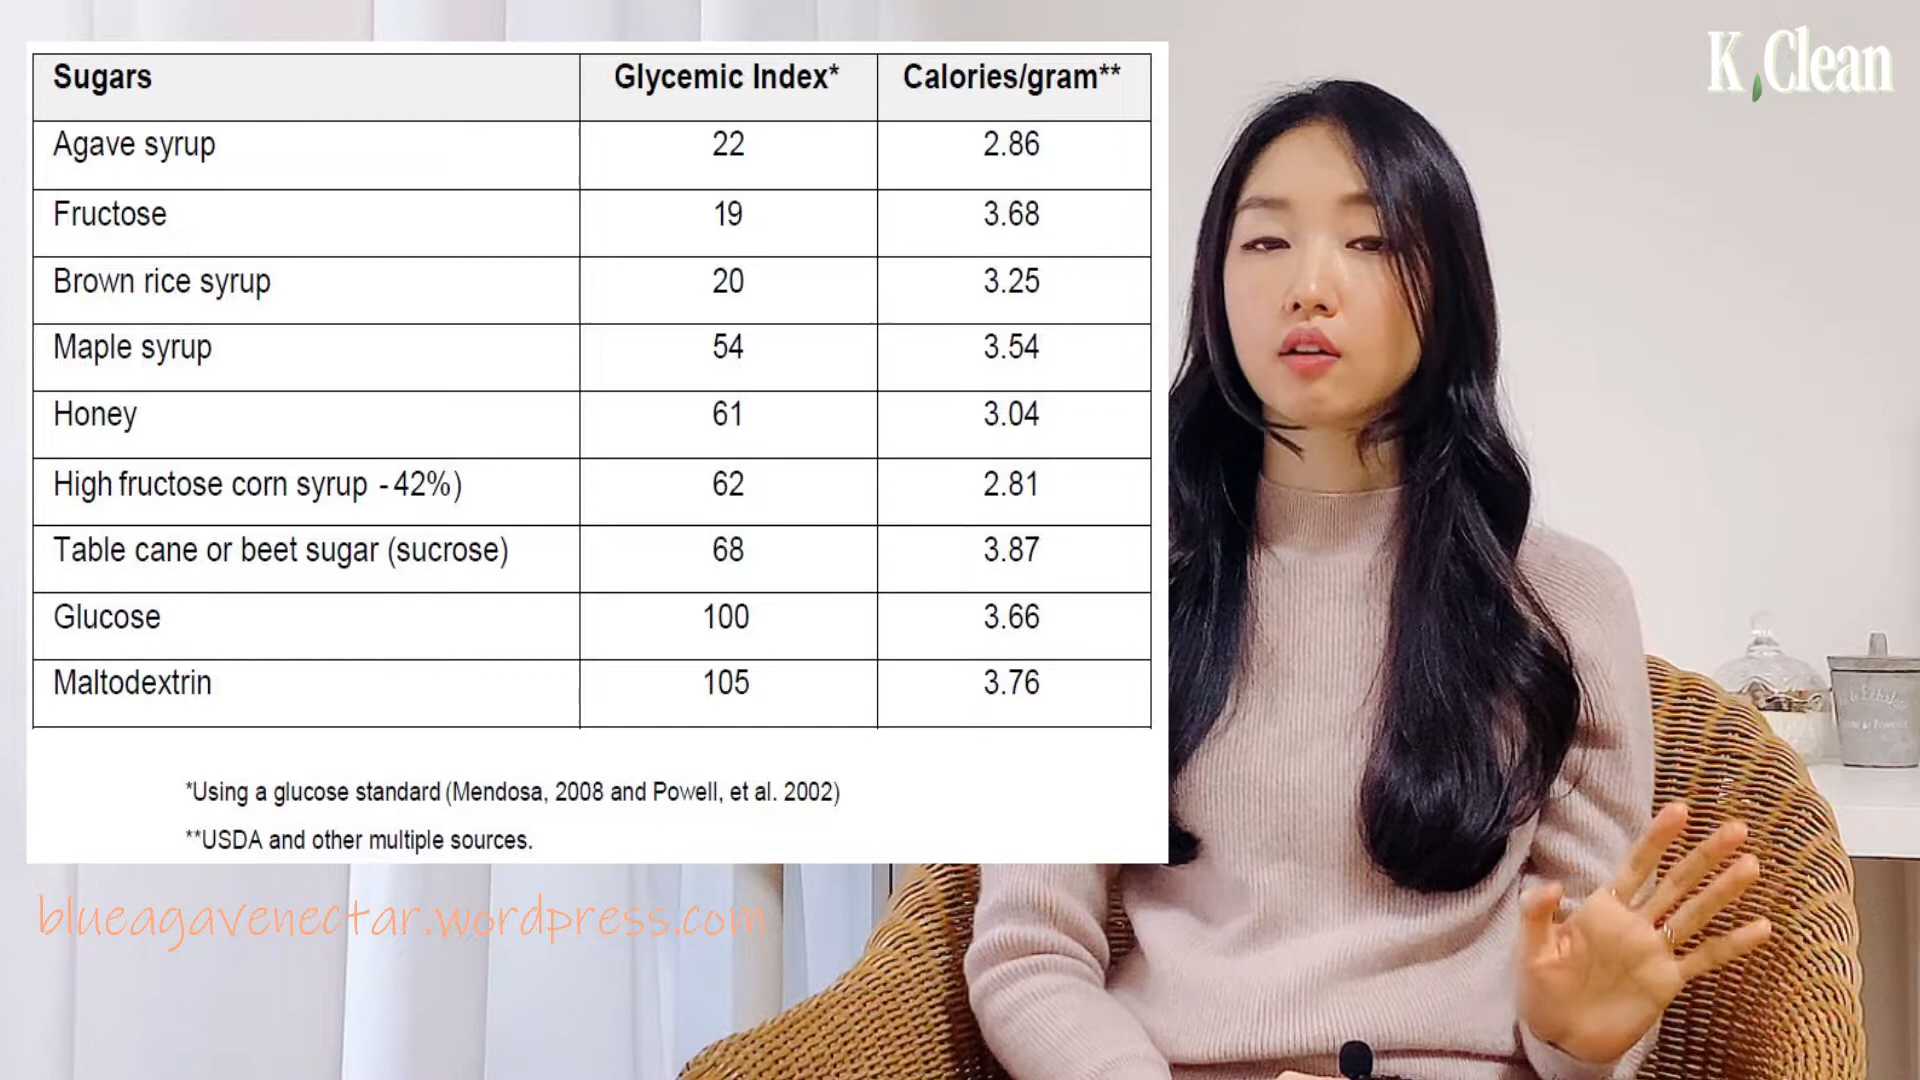 K Clean
Sugars Glycemic Index* Calories/gram**
Agave syrup 22 2.86
Fructose 19 3.68
Brown rice syrup 20 3.25
Maple syrup 54 3.54
Honey 61 3.04
High fructose corn syrup - 42%) 62 2.81
Table cane or beet sugar (sucrose) 68 3.87
Glucose 100 3.66
Maltodextrin 105 3.76
*Using a glucose standard (Mendosa, 2008 and Powell, et al. 2002)
**USDA and other multiple sources.
blueagavenectar.wordpress.com